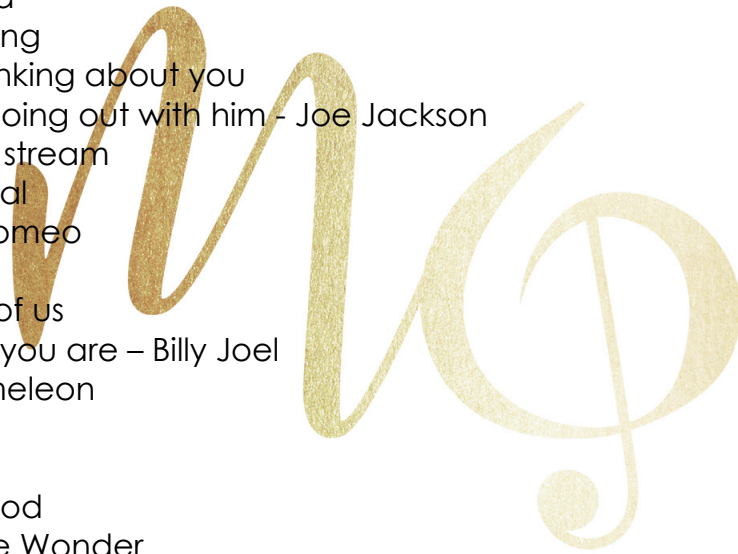 ng
nking about you
oing out with him - Joe Jackson
stream
al
omeo
of us
you are – Billy Joel
neleon
od
e Wonder